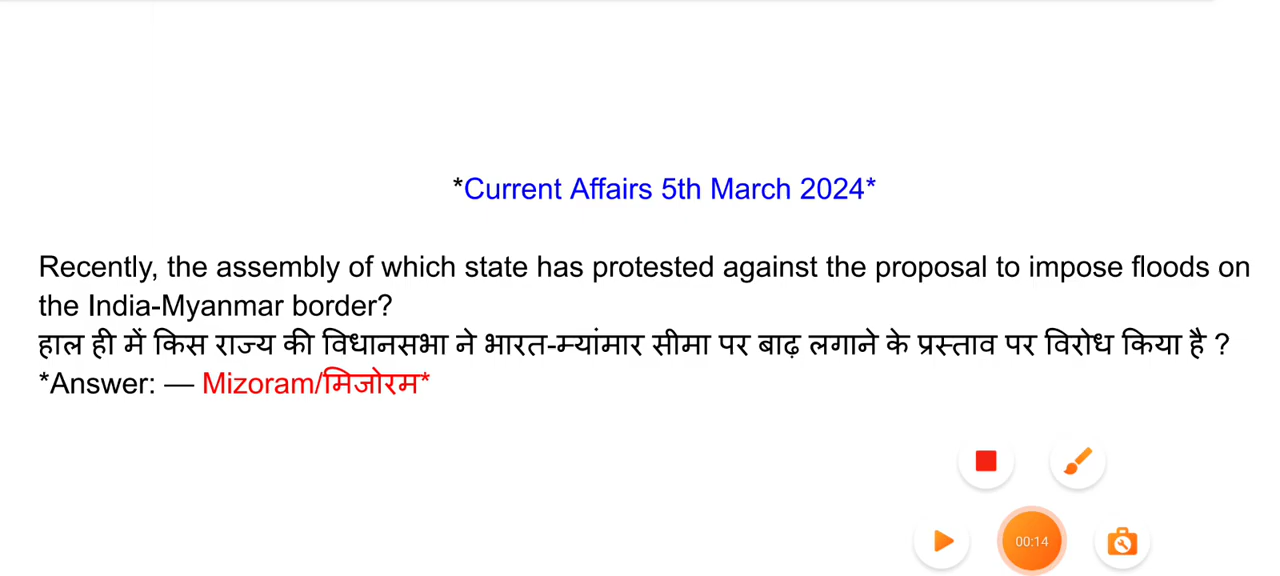 *Current Affairs 5th March 2024*
Recently, the assembly of which state has protested against the proposal to impose floods on
the India-Myanmar border?
हाल ही में किस राज्य की विधानसभा ने भारत-म्यांमार सीमा पर बाढ़ लगाने के प्रस्ताव पर विरोध किया है ?
*Answer: — Mizoram/मिजोरम*
00:14